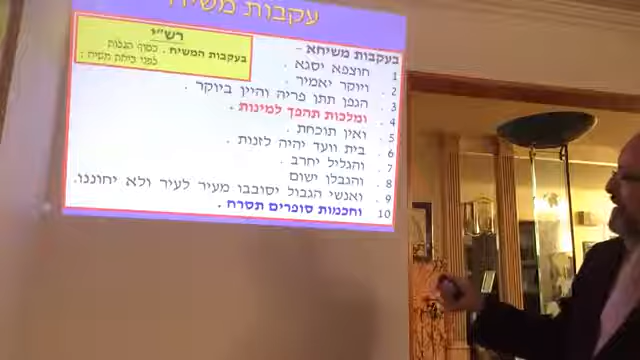 עקבות משיח
רש"י
בעקבות המשיח . בסוף הגלות
לפני ביאת משיח :
בעקבות משיחא –
1 חוצפא יסגא .
2 . ויוקר יאמיר .
3 . הגפן תתן פריה והיין ביוקר .
4 . ומלכות תהפך למינות .
5 . ואין תוכחת .
6 . בית וועד יהיה לזנות .
7 . והגליל יחרב .
8 . והגבלן ישום
9 . ואנשי הגבול יסובבו מעיר לעיר ולא יחוננו.
10 וחכמות סופרים תסרח .